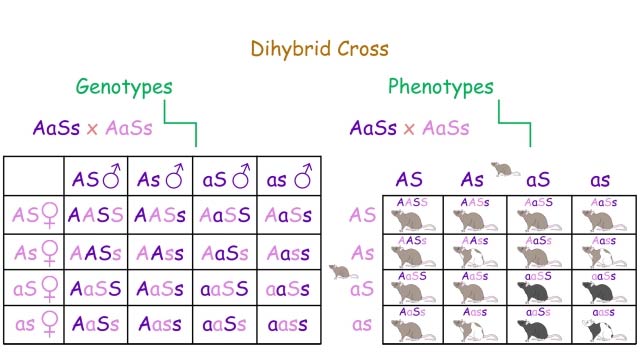 Dihybrid Cross
Genotypes
AaSs x AaSs
AS♂ As♂ aS♂ as♂
AS♀ AASS AASs AaSS AaSs
As♀ AASs AAss AaSs Aass
aS♀ AaSS AaSs aaSS aaSs
as♀ AaSs Aass aaSs aass
Phenotypes
AaSs x AaSs
AS As aS as
AS AASS AASs AaSS AaSs
As AASs AAss AaSs Aass
aS AaSS AaSs aaSS aaSs
as AaSs Aass aaSs aass